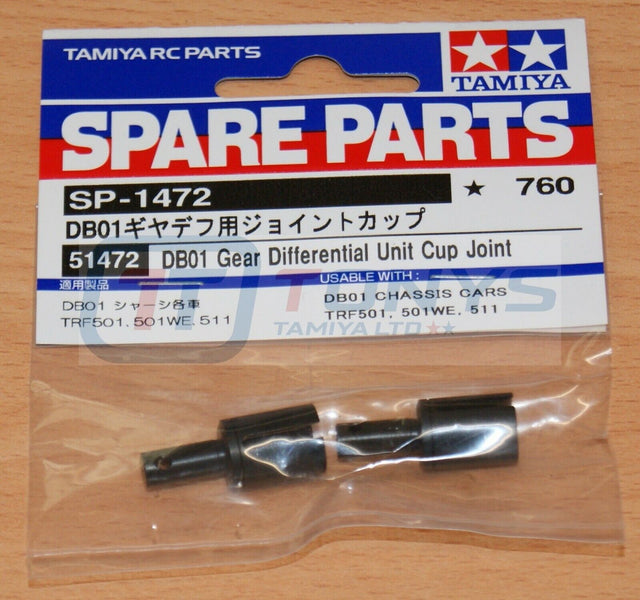 TAMIYA RC PARTS
TAMIYA
SPARE PARTS
SP-1472 ★ 760
DB01ギヤデフ用ジョイントカップ
51472 DB01 Gear Differential Unit Cup Joint
適用製品
DB01 シャーシ各車
TRF501, 501WE, 511
USABLE WITH :
DB01 CHASSIS CARS
TRF501, 501WE, 511
TONYS
TAMIYA LTD